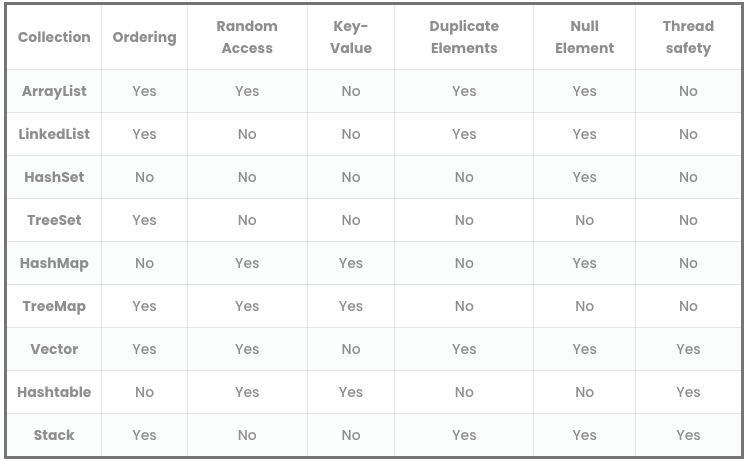 Collection Ordering Random Access Key-Value Duplicate Elements Null Element Thread safety
ArrayList Yes Yes No Yes Yes No
LinkedList Yes No No Yes Yes No
HashSet No No No No Yes No
TreeSet Yes No No No No No
HashMap No Yes Yes No Yes No
TreeMap Yes Yes Yes No No No
Vector Yes Yes No Yes Yes Yes
Hashtable No Yes Yes No No Yes
Stack Yes No No Yes Yes Yes